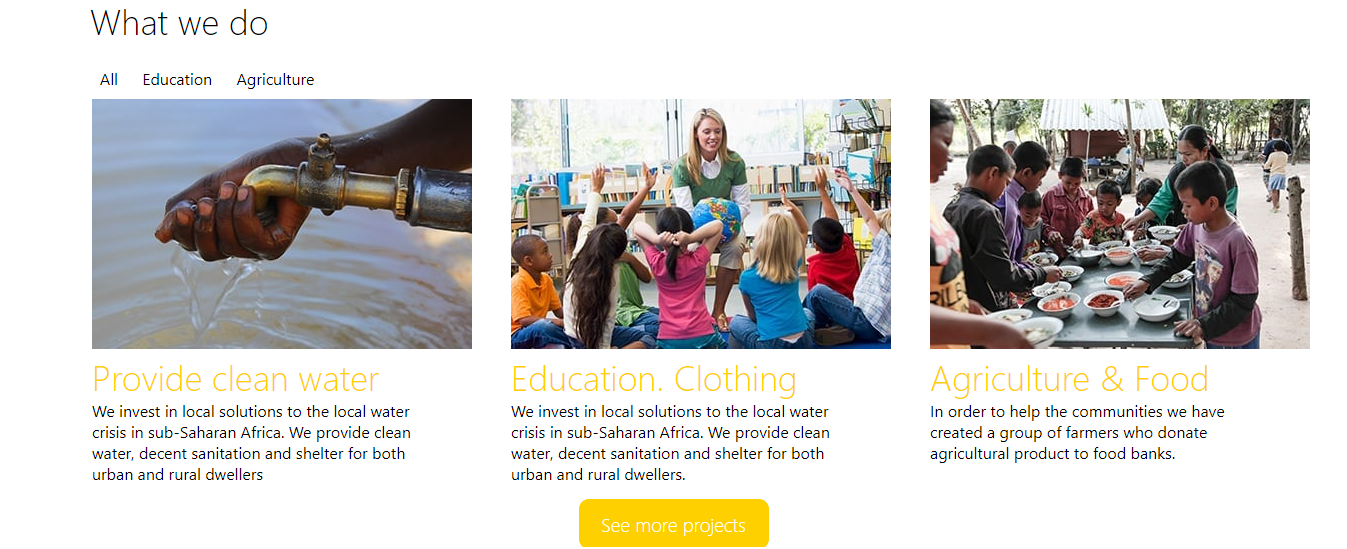 What we do
All Education Agriculture
Provide clean water
We invest in local solutions to the local water
crisis in sub-Saharan Africa. We provide clean
water, decent sanitation and shelter for both
urban and rural dwellers
Education. Clothing
We invest in local solutions to the local water
crisis in sub-Saharan Africa. We provide clean
water, decent sanitation and shelter for both
urban and rural dwellers.
Agriculture & Food
In order to help the communities we have
created a group of farmers who donate
agricultural product to food banks.
See more projects